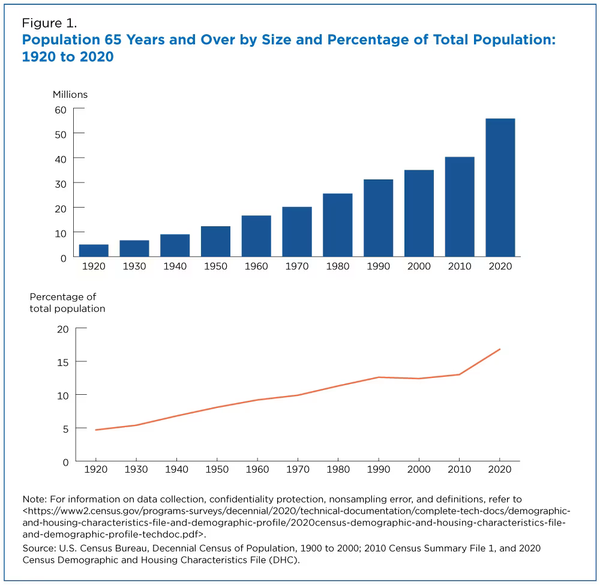 Figure 1.
Population 65 Years and Over by Size and Percentage of Total Population:
1920 to 2020
Millions
60
50
40
30
20
10
0
1920 1930 1940 1950 1960 1970 1980 1990 2000 2010 2020
Percentage of
total population
20
15
10
5
0
1920 1930 1940 1950 1960 1970 1980 1990 2000 2010 2020
Note: For information on data collection, confidentiality protection, nonsampling error, and definitions, refer to
<https://www2.census.gov/programs-surveys/decennial/2020/technical-documentation/complete-tech-docs/demographic-
and-housing-characteristics-file-and-demographic-profile/2020census-demographic-and-housing-characteristics-file-
and-demographic-profile-techdoc.pdf>.
Source: U.S. Census Bureau, Decennial Census of Population, 1900 to 2000; 2010 Census Summary File 1, and 2020
Census Demographic and Housing Characteristics File (DHC).